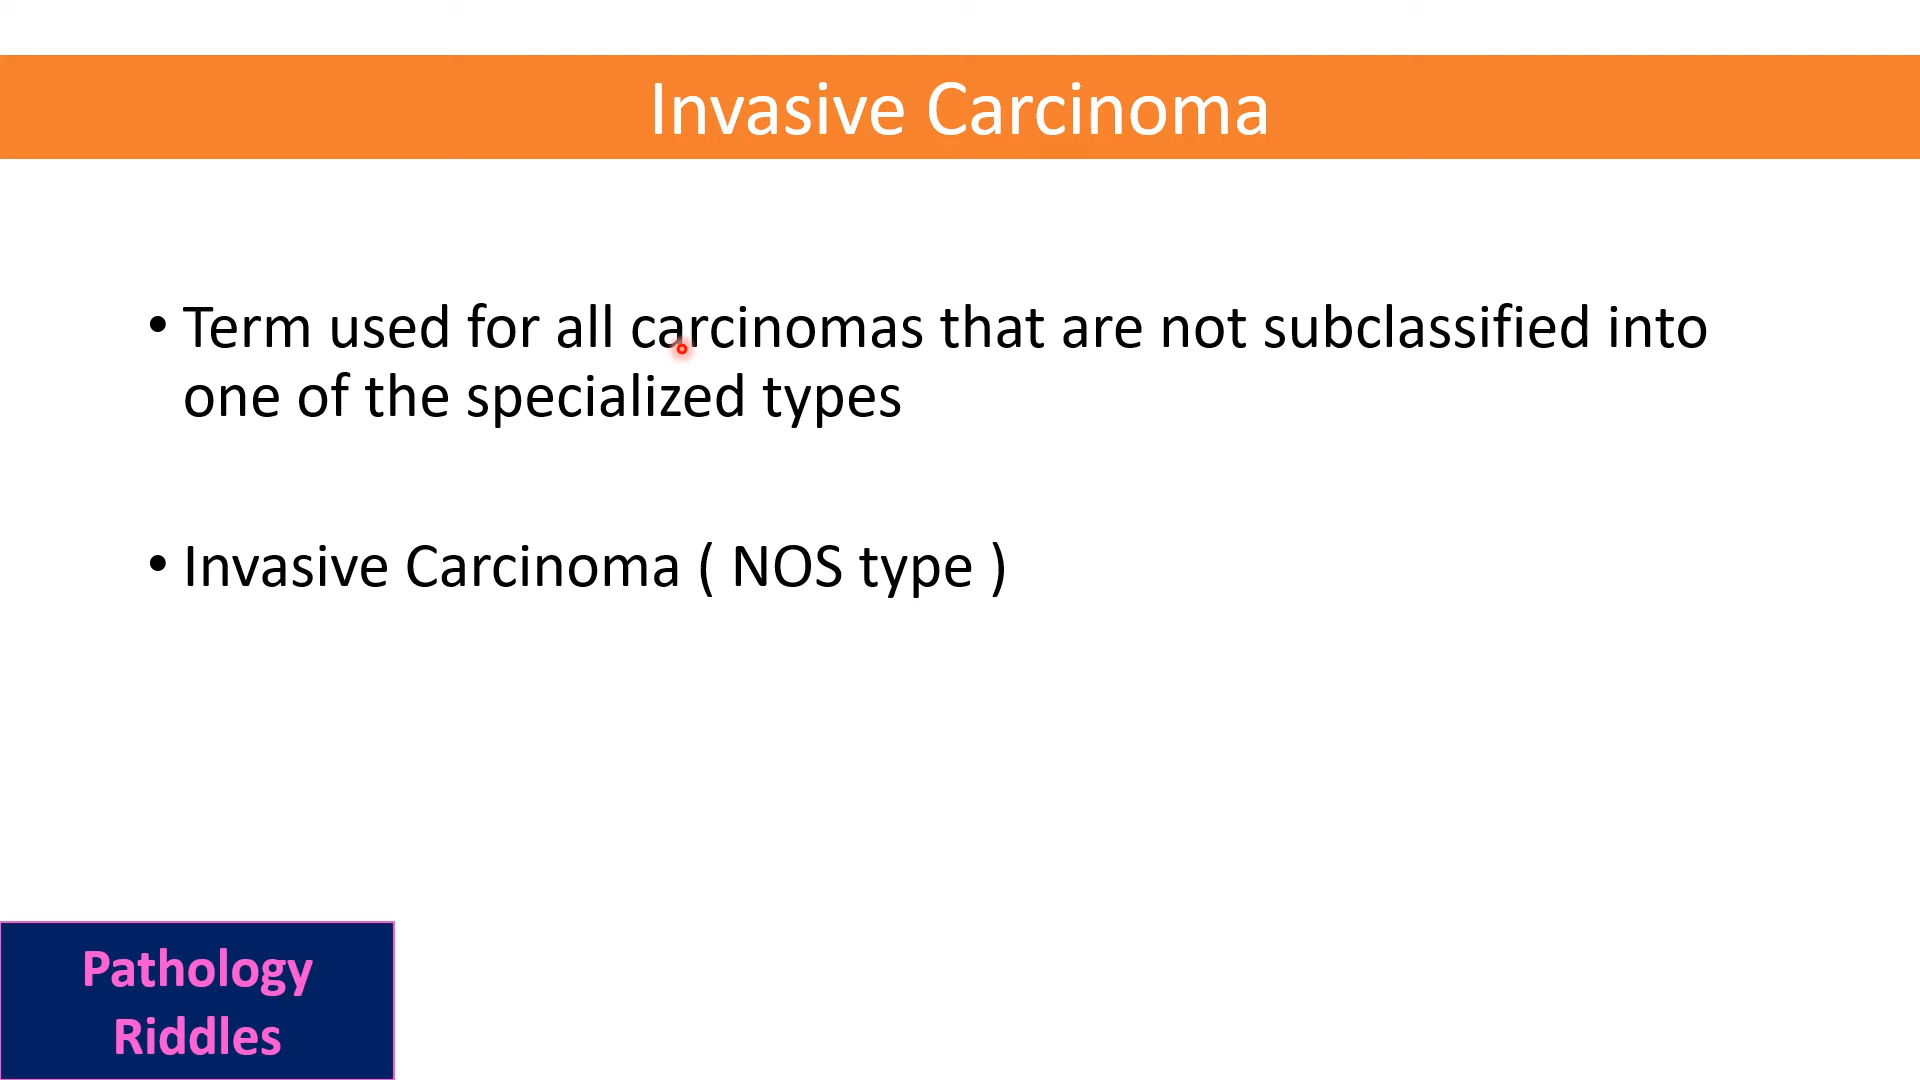 Invasive Carcinoma
• Term used for all carcinomas that are not subclassified into
one of the specialized types
• Invasive Carcinoma ( NOS type )
Pathology
Riddles